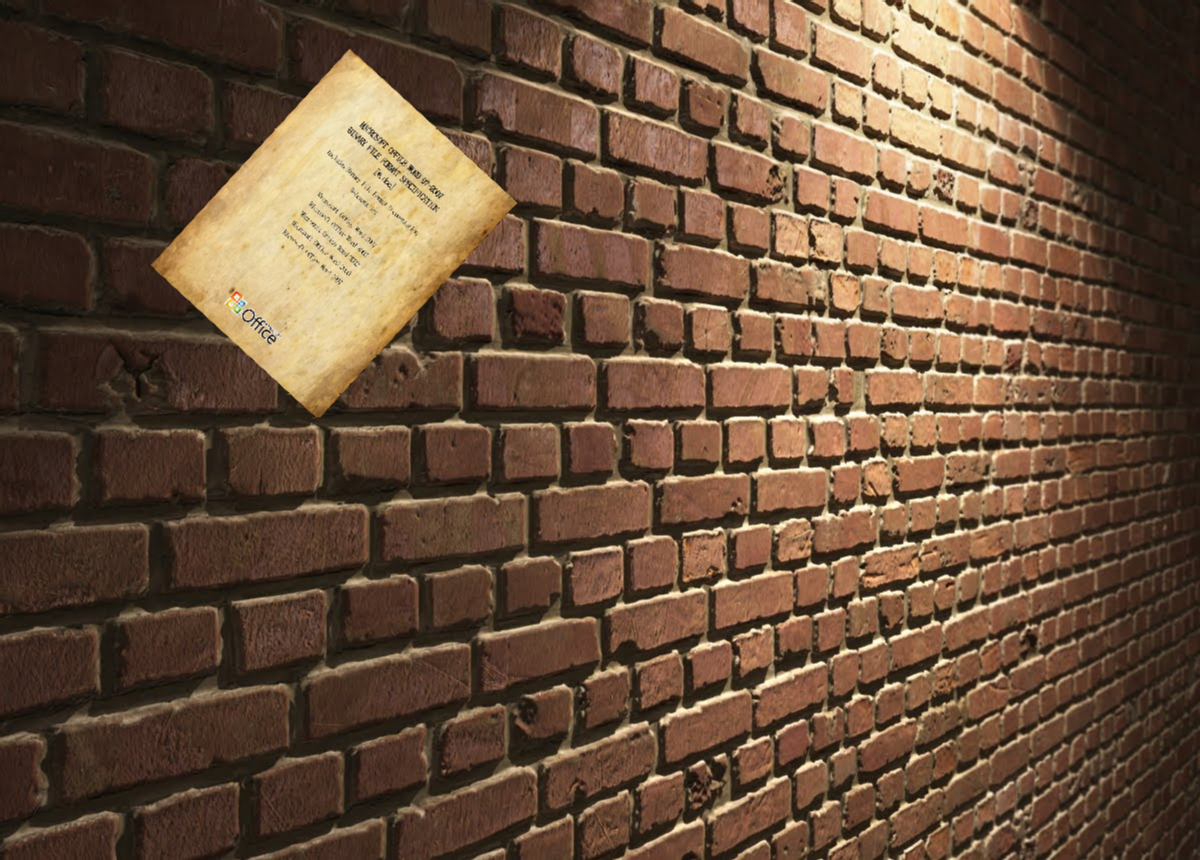 MICROSOFT OFFICE WORD 97-2007
BINARY FILE FORMAT SPECIFICATION
[*.doc]
Microsoft Office Word 2007
Microsoft Office Word 2003
Microsoft Office Word 2002
Microsoft Office Word 2000
Microsoft Office Word 1997
Office